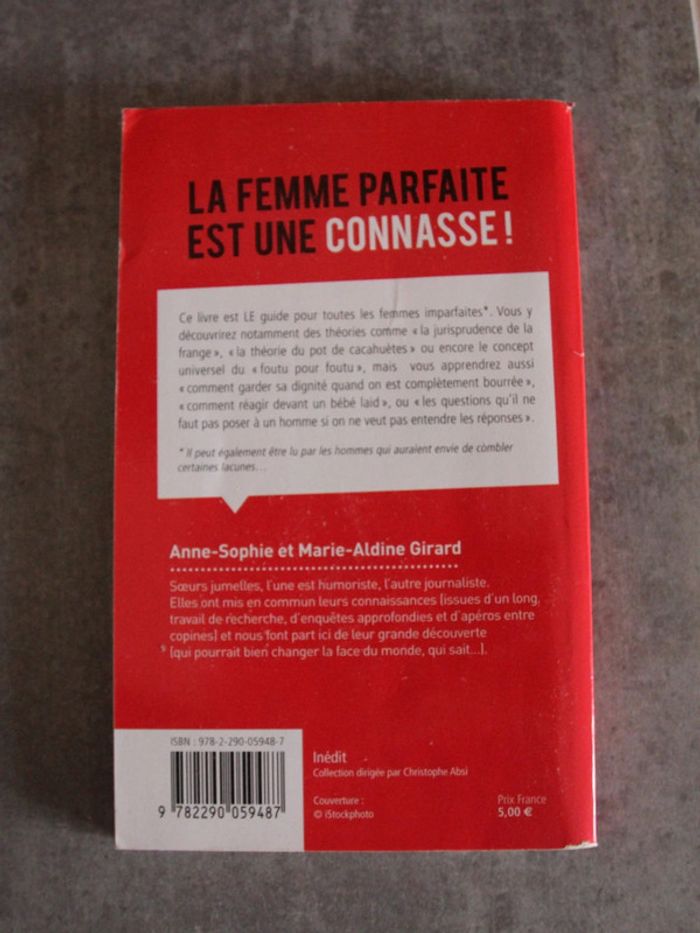 LA FEMME PARFAITE
EST UNE CONNASSE !
Ce livre est LE guide pour toutes les femmes imparfaites*. Vous y
découvrirez notamment des théories comme « la jurisprudence de la
frange », « la théorie du pot de cacahuètes » ou encore le concept
universel du « foutu pour foutu », mais vous apprendrez aussi
« comment garder sa dignité quand on est complètement bourrée »,
« comment réagir devant un bébé laid », ou « les questions qu'il ne
faut pas poser à un homme si on ne veut pas entendre les réponses ».
* Il peut également être lu par les hommes qui auraient envie de combler
certaines lacunes...
Anne-Sophie et Marie-Aldine Girard
Sœurs jumelles, l'une est humoriste, l'autre journaliste.
Elles ont mis en commun leurs connaissances (issues d'un long
travail de recherche, d'enquêtes approfondies et d'apéros entre
copines) et nous font part ici de leur grande découverte
(qui pourrait bien changer la face du monde, qui sait...).
ISBN : 978-2-290-05948-7
9 782290 059487
Inédit
Collection dirigée par Christophe Absi
Couverture :
© iStockphoto
Prix France
5,00 €